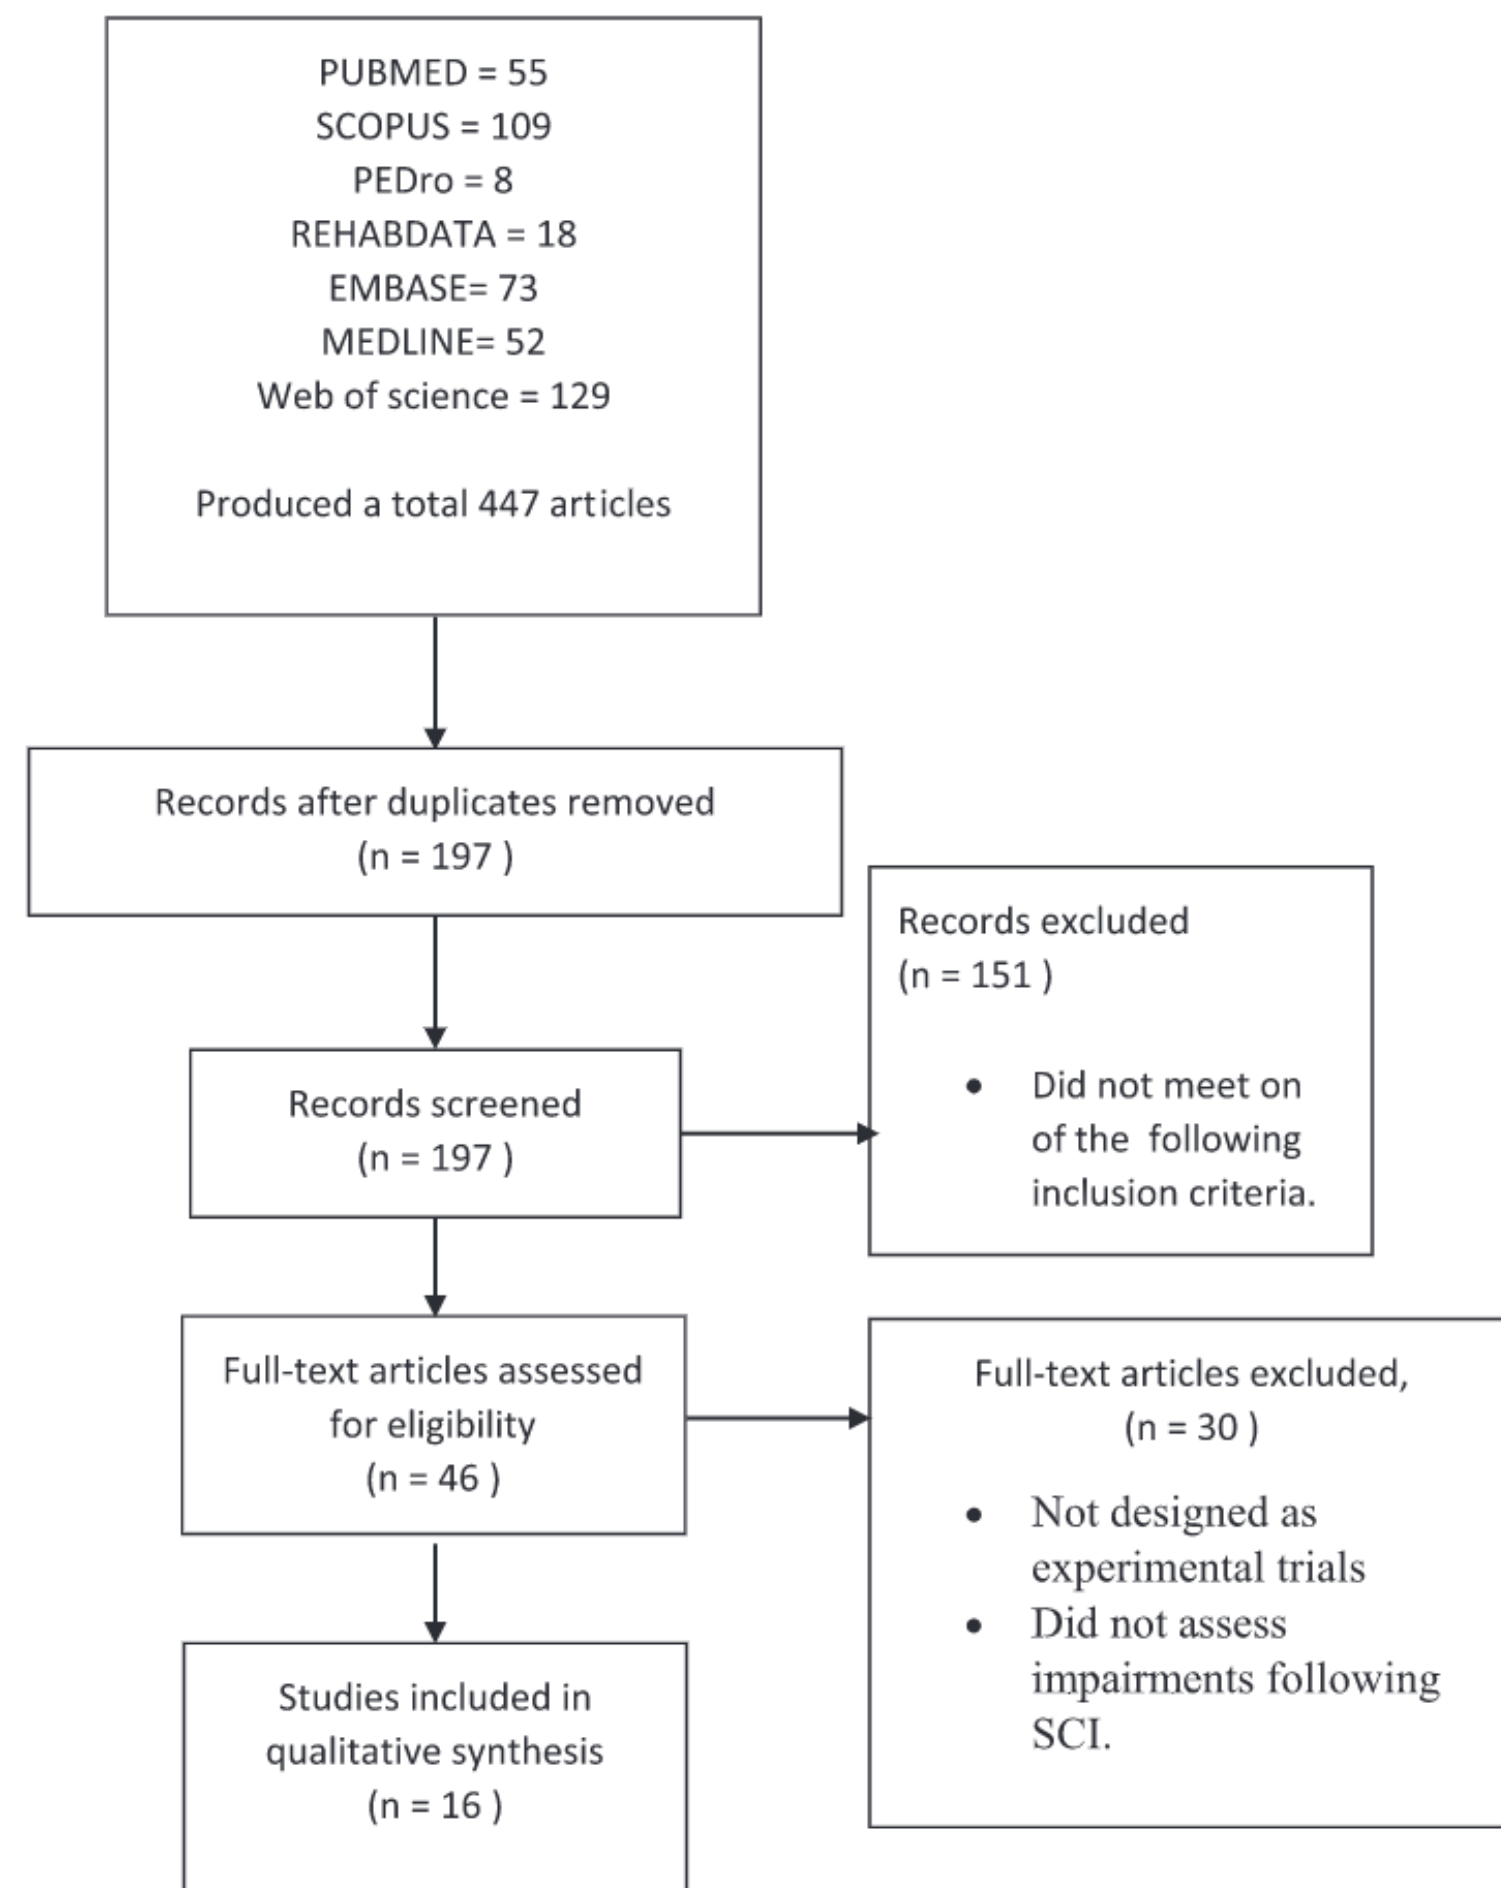 PUBMED = 55
SCOPUS = 109
PEDro = 8
REHABDATA = 18
EMBASE= 73
MEDLINE= 52
Web of science = 129
Produced a total 447 articles
Records after duplicates removed
(n = 197 )
Records screened
(n = 197 )
Records excluded
(n = 151 )
• Did not meet on
of the  following
inclusion criteria.
Full-text articles assessed
for eligibility
(n = 46 )
Full-text articles excluded,
(n = 30 )
• Not designed as
experimental trials
• Did not assess
impairments following
SCI.
Studies included in
qualitative synthesis
(n = 16 )